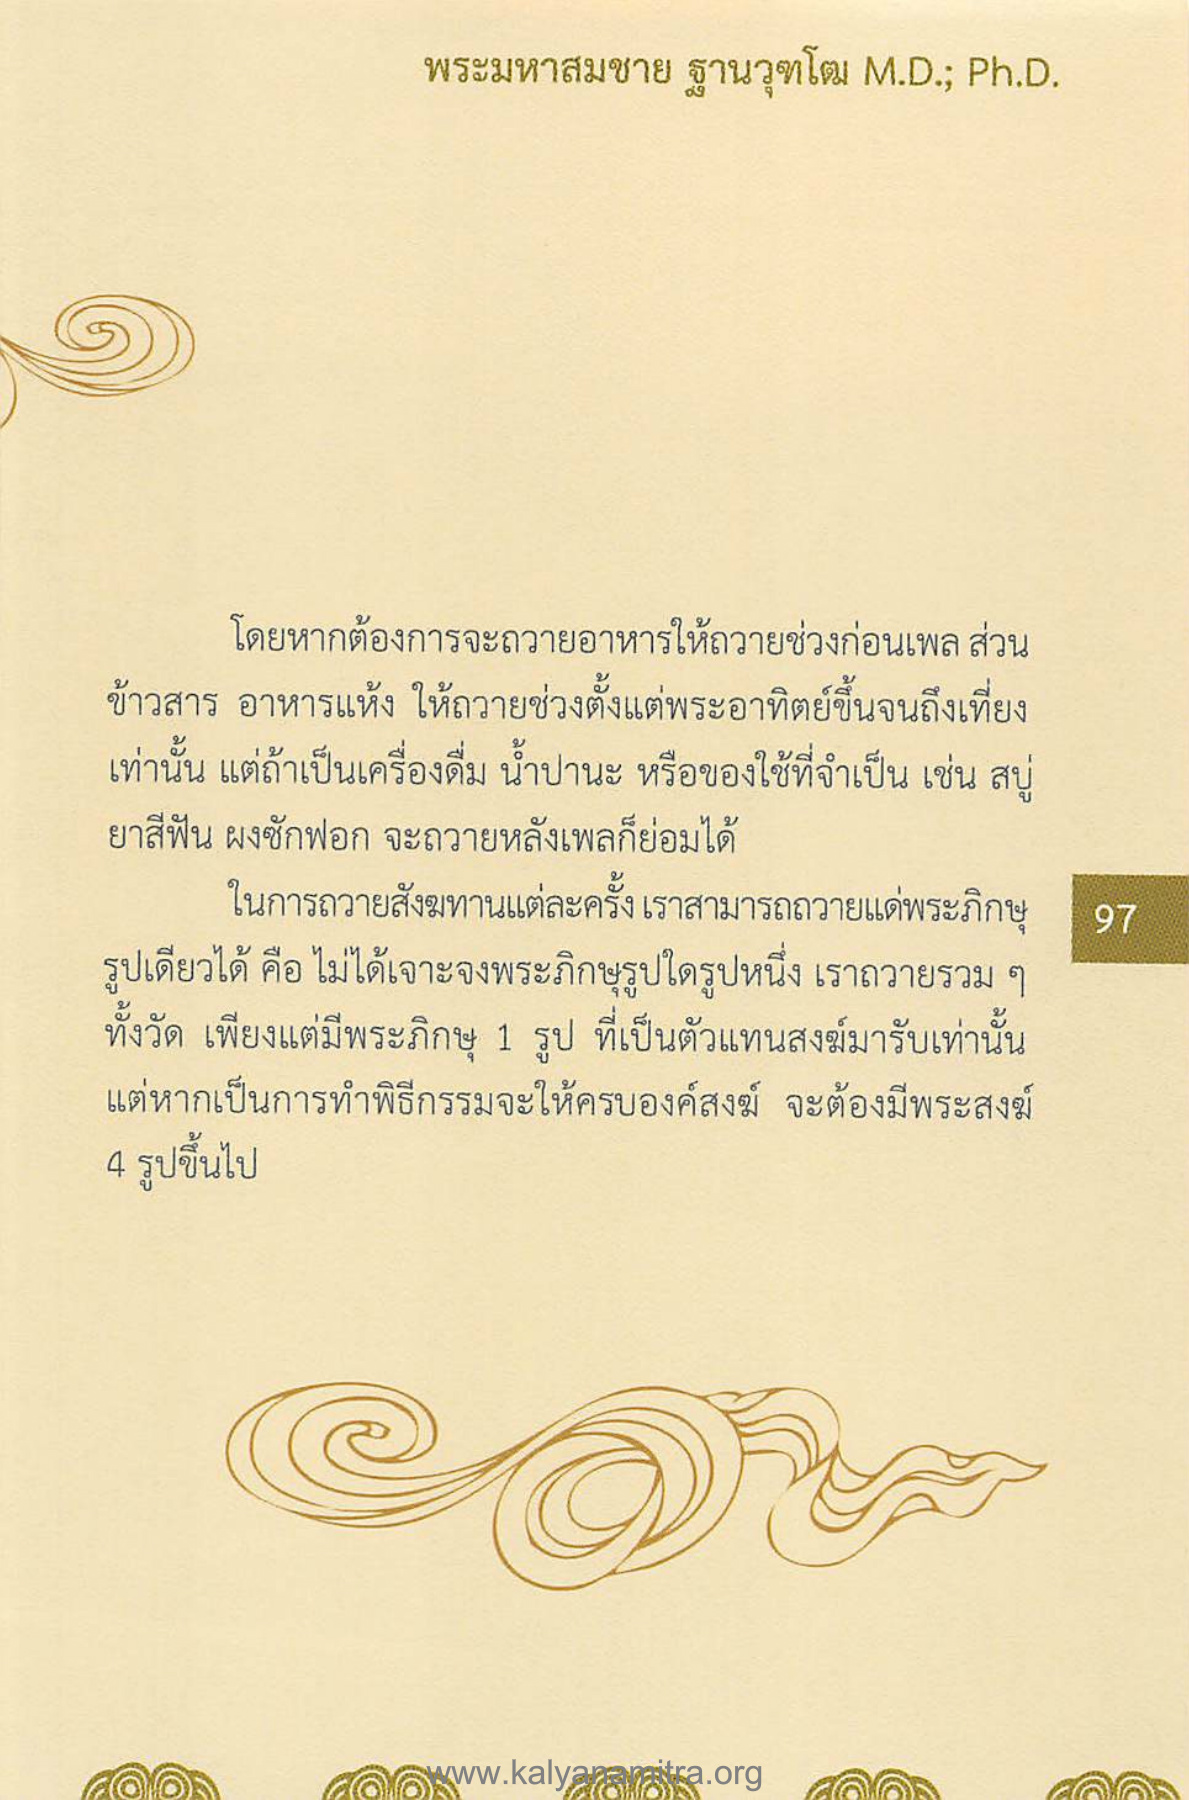 พระมหาสมชาย ฐานวุฑโฒ M.D.; Ph.D.
โดยหากต้องการจะถวายอาหารให้ถวายช่วงก่อนเพล ส่วน
ข้าวสาร อาหารแห้ง ให้ถวายช่วงตั้งแต่พระอาทิตย์ขึ้นจนถึงเที่ยง
เท่านั้น แต่ถ้าเป็นเครื่องดื่ม น้ำปานะ หรือของใช้ที่จำเป็น เช่น สบู่
ยาสีฟัน ผงซักฟอก จะถวายหลังเพลก็ย่อมได้
ในการถวายสังฆทานแต่ละครั้ง เราสามารถถวายแด่พระภิกษุ
97
รูปเดียวได้ คือ ไม่ได้เจาะจงพระภิกษุรูปใดรูปหนึ่ง เราถวายรวม ๆ
ทั้งวัด เพียงแต่มีพระภิกษุ 1 รูป ที่เป็นตัวแทนสงฆ์มารับเท่านั้น
แต่หากเป็นการทำพิธีกรรมจะให้ครบองค์สงฆ์ จะต้องมีพระสงฆ์
4 รูปขึ้นไป
www.kalyanamitra.org